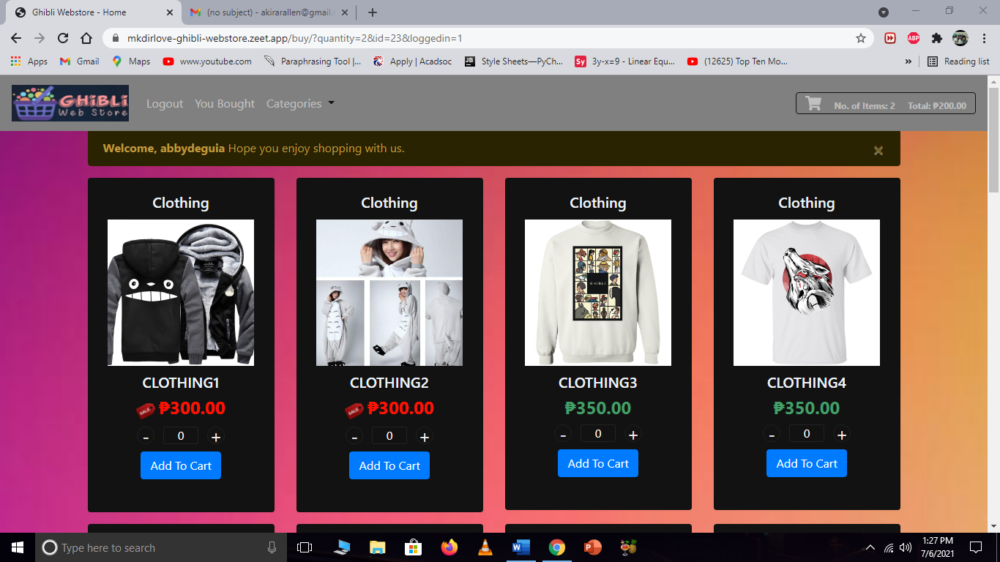 Ghibli Webstore - Home
(no subject) - akirarallen@gmail.c
mkdirlove-ghibli-webstore.zeet.app/buy/?quantity=2&id=23&loggedin=1
ABP
Apps
Gmail
Maps
www.youtube.com
Paraphrasing Tool |...
Apply | Acadsoc
Style Sheets—PyCh...
Sy
3y-x=9 - Linear Equ...
(12625) Top Ten Mo...
»
Reading list
GHiBLi
Web Store
Logout
You Bought
Categories
No. of Items: 2
Total: ₱200.00
Welcome, abbydeguia Hope you enjoy shopping with us.
×
Clothing
Clothing
Clothing
Clothing
GHIBLI
CLOTHING1
CLOTHING2
CLOTHING3
CLOTHING4
SALE ₱300.00
SALE ₱300.00
₱350.00
₱350.00
- 0 +
- 0 +
- 0 +
- 0 +
Add To Cart
Add To Cart
Add To Cart
Add To Cart
Type here to search
1:27 PM
7/6/2021